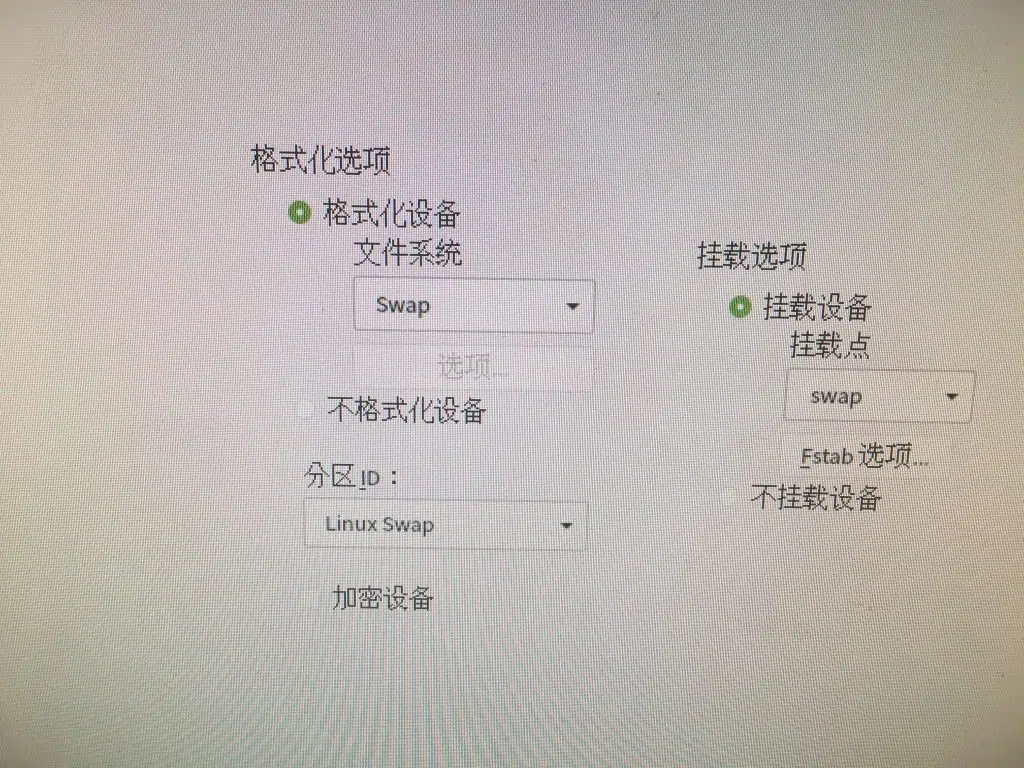 格式化选项
格式化设备
文件系统
Swap
选项...
不格式化设备
分区 ID：
Linux Swap
加密设备
挂载选项
挂载设备
挂载点
swap
Fstab 选项...
不挂载设备